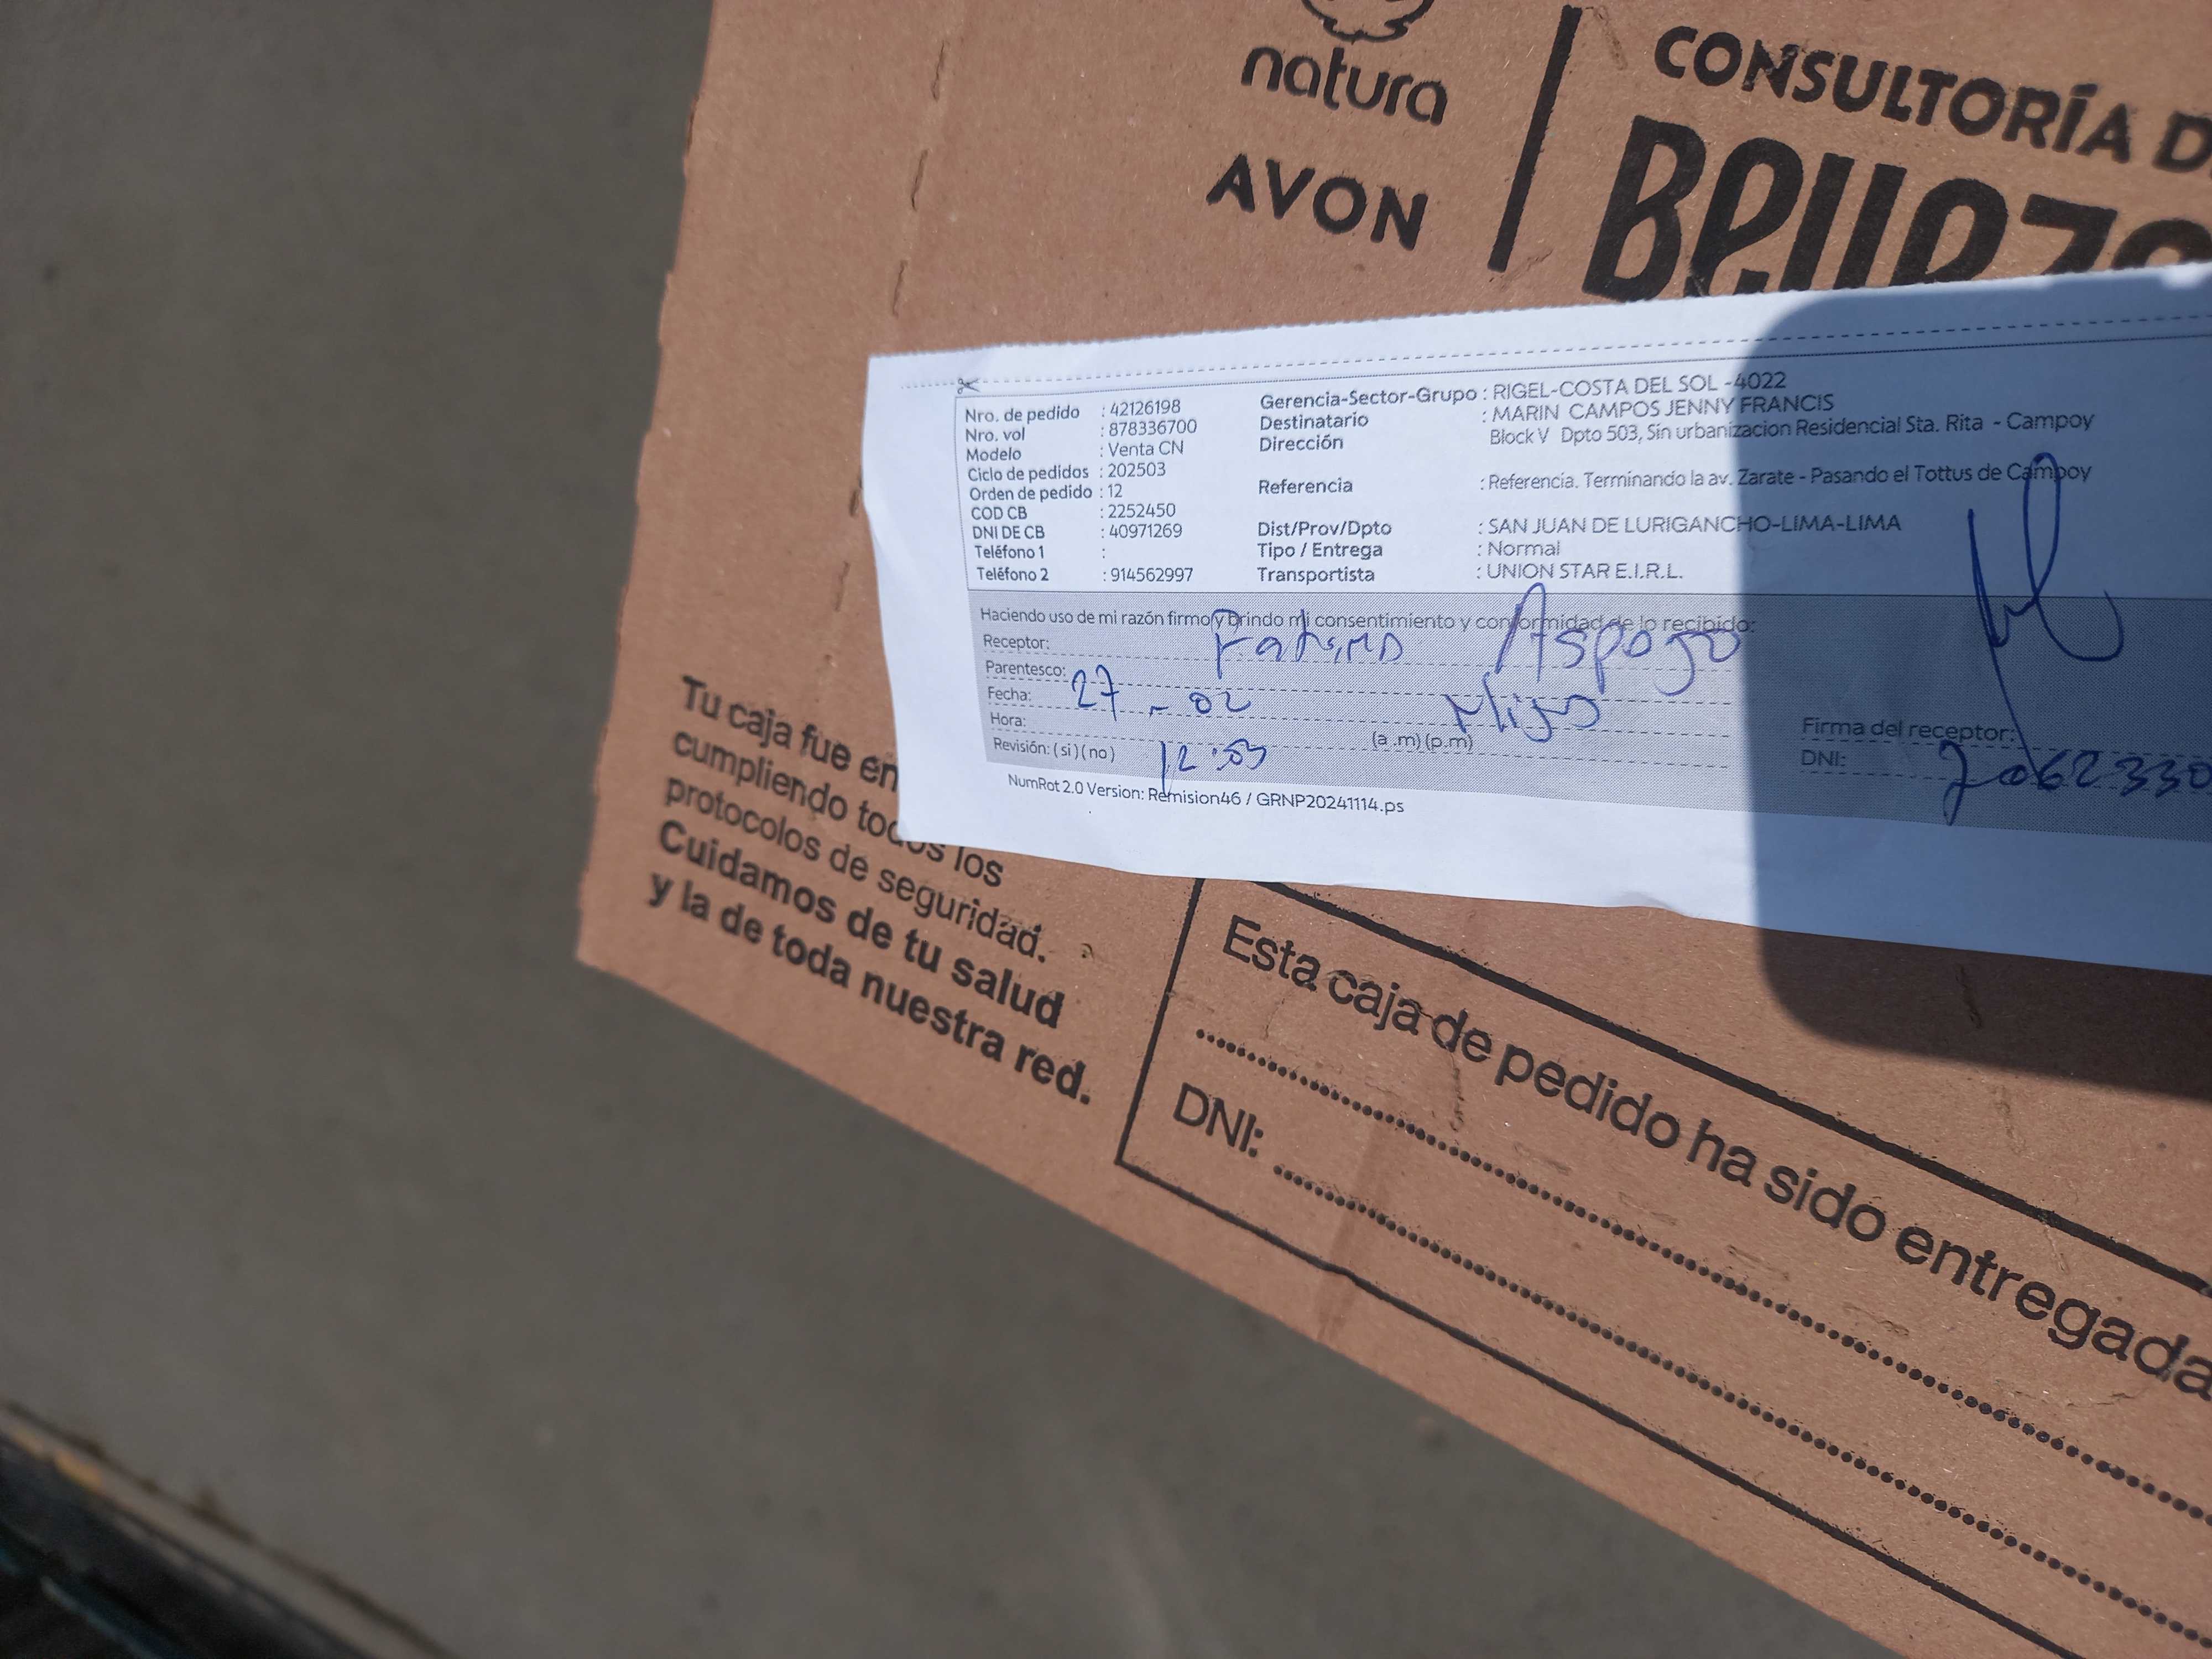 natura
AVON
CONSULTORÍA D
Belleza
Nro. de pedido : 42126198
Nro. vol : 878336700
Modelo : Venta CN
Ciclo de pedidos : 202503
Orden de pedido : 12
COD CB : 2252450
DNI DE CB : 40971269
Teléfono 1 :
Teléfono 2 : 914562997
Gerencia-Sector-Grupo : RIGEL-COSTA DEL SOL -4022
Destinatario : MARIN CAMPOS JENNY FRANCIS
Dirección Block V Dpto 503, Sin urbanizacion Residencial Sta. Rita - Campoy
Referencia : Referencia. Terminando la av. Zarate - Pasando el Tottus de Campoy
Dist/Prov/Dpto : SAN JUAN DE LURIGANCHO-LIMA-LIMA
Tipo / Entrega : Normal
Transportista : UNION STAR E.I.R.L.
Haciendo uso de mi razón firmo y brindo mi consentimiento y conformidad de lo recibido:
Receptor:
Parentesco:
Fecha: 27 - 02
Hora: (a .m) (p.m)
Revisión: ( si ) ( no ) 12:53
Firma del receptor:
DNI: 7062330
NumRot 2.0 Version: Remision46 / GRNP20241114.ps
Tu caja fue en
cumpliendo todos los
protocolos de seguridad.
Cuidamos de tu salud
y la de toda nuestra red.
Esta caja de pedido ha sido entregada
DNI: